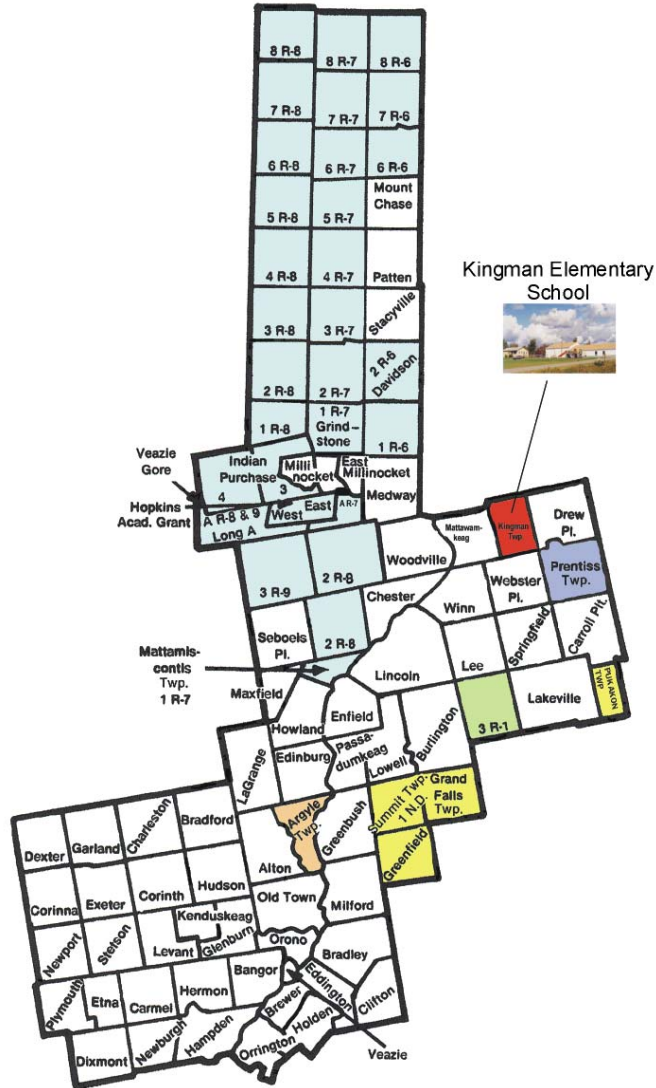 8 R-8
8 R-7
8 R-6
7 R-8
7 R-7
7 R-6
6 R-8
6 R-7
6 R-6
Mount
Chase
5 R-8
5 R-7
4 R-8
4 R-7
Patten
Kingman Elementary
School
3 R-8
3 R-7
Stacyville
2 R-8
2 R-7
2 R-6
Davidson
1 R-8
1 R-7
Grind-
stone
1 R-6
Veazie
Gore
Indian
Purchase
4
3
Milli
nocket
East
Millinocket
Medway
Hopkins
Acad. Grant
A R-8 & 9
Long A
West
East
A R-7
Mattawam-
keag
Kingman
Twp.
Drew
Pl.
Woodville
Prentiss
Twp.
3 R-9
2 R-8
Chester
Winn
Webster
Pl.
Springfield
Carroll Plt.
Seboels
Pl.
2 R-8
Mattamis-
contis
Twp.
1 R-7
Lincoln
Lee
Maxfield
3 R-1
Lakeville
PUKAKON
TWP
Howland
Enfield
Burlington
LaGrange
Edinburg
Passa-
dumkeag
Lowell
Summit Twp.
1 N.D.
Grand
Falls
Twp.
Argyle
Twp.
Greenbush
Greenfield
Dexter
Garland
Charleston
Bradford
Alton
Corinna
Exeter
Corinth
Hudson
Old Town
Milford
Kenduskeag
Newport
Stetson
Levant
Glenburn
Orono
Bradley
Plymouth
Etna
Carmel
Hermon
Bangor
Eddington
Clifton
Brewer
Holden
Dixmont
Newburgh
Hampden
Orrington
Veazie